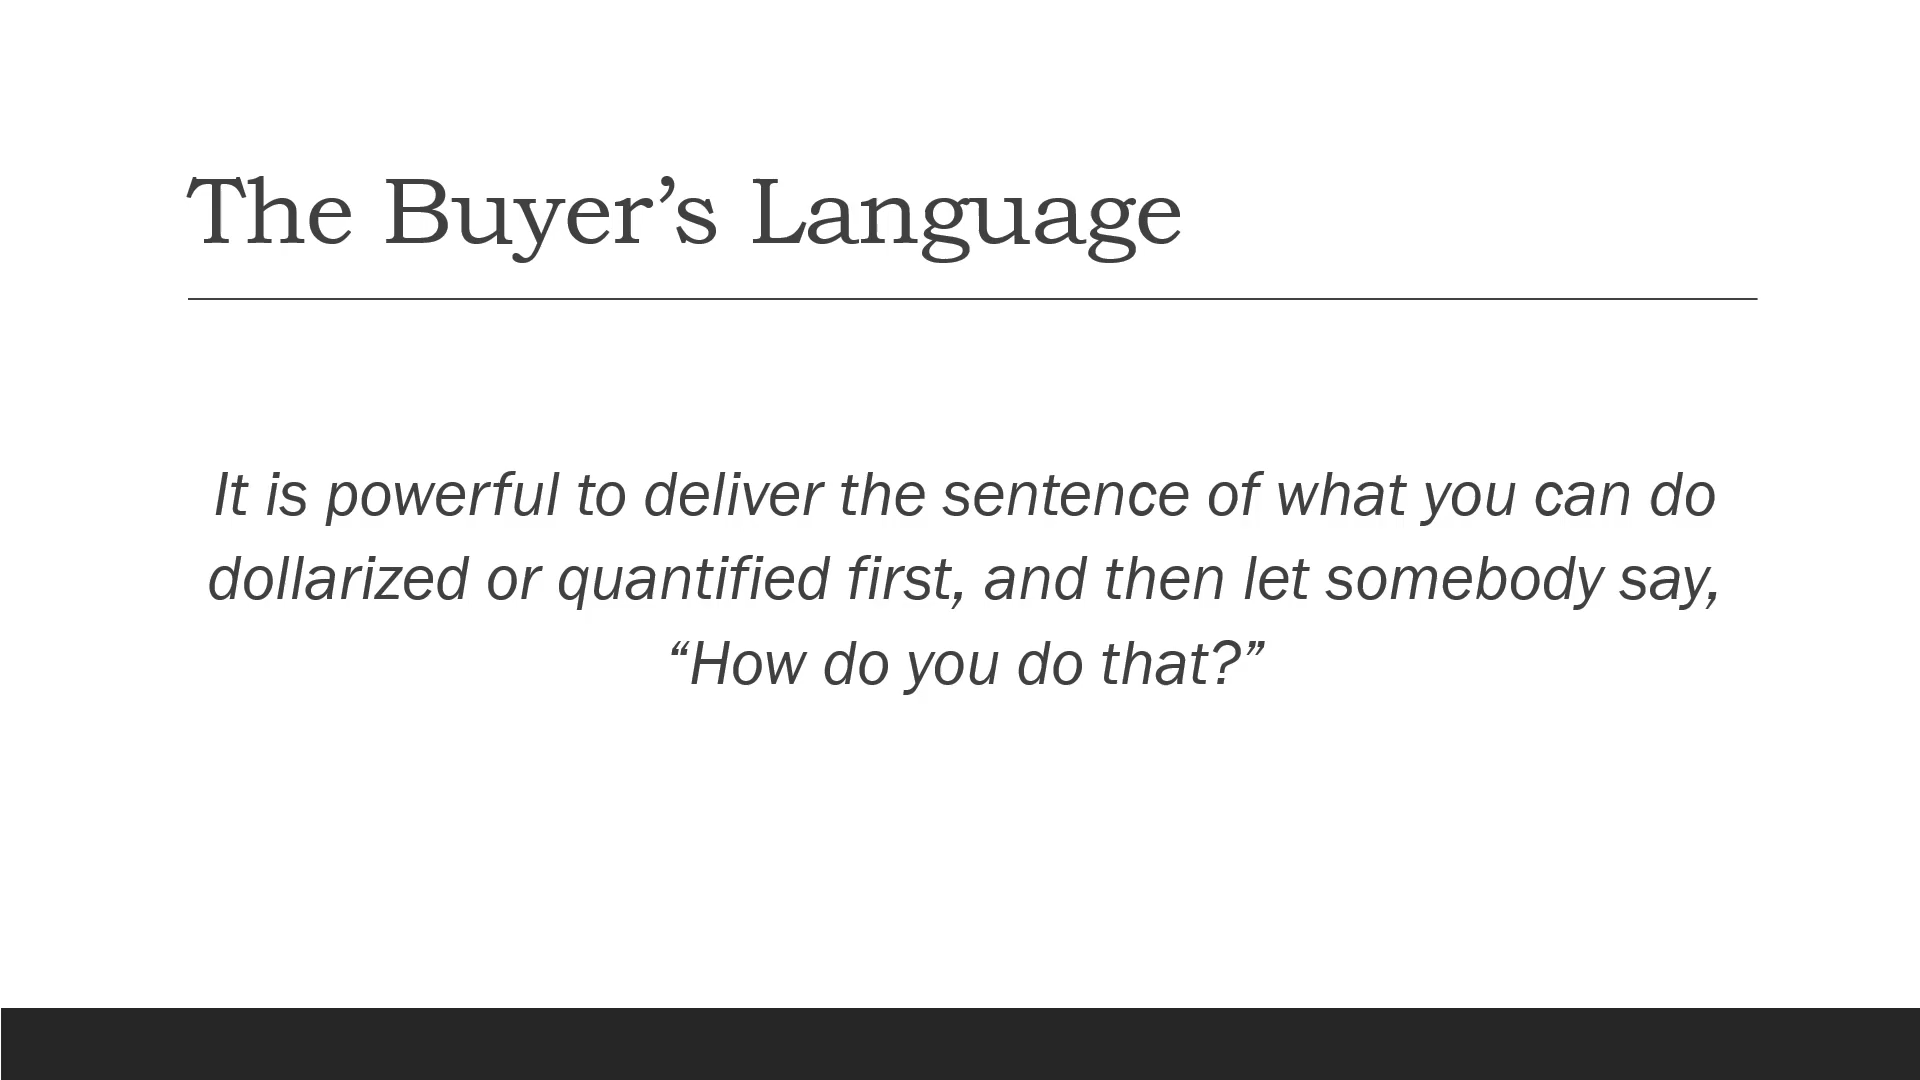 The Buyer’s Language
It is powerful to deliver the sentence of what you can do
dollarized or quantified first, and then let somebody say,
“How do you do that?”